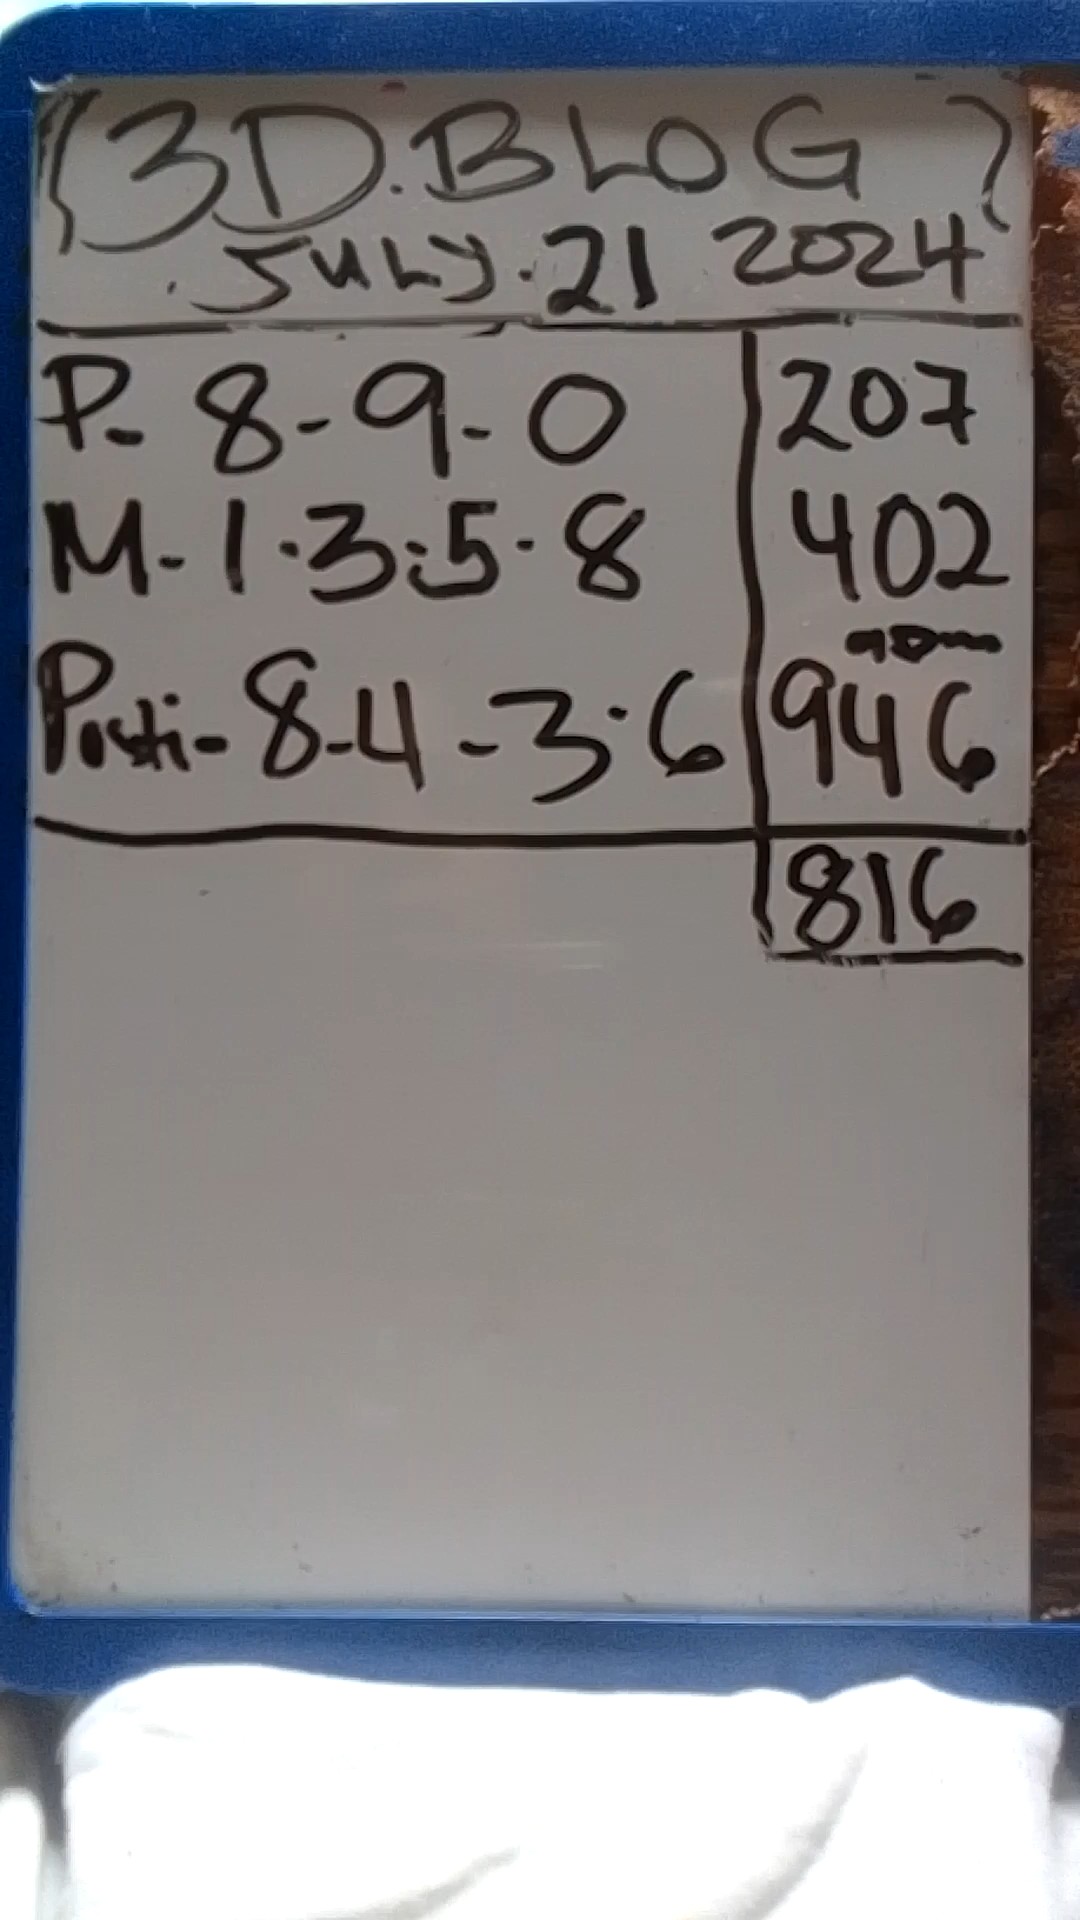 {3D.BLOG}
.JULY.21 2024
P- 8-9-0 207
M-1.3:5.8 402
Posti-8-4-3.6 946
816